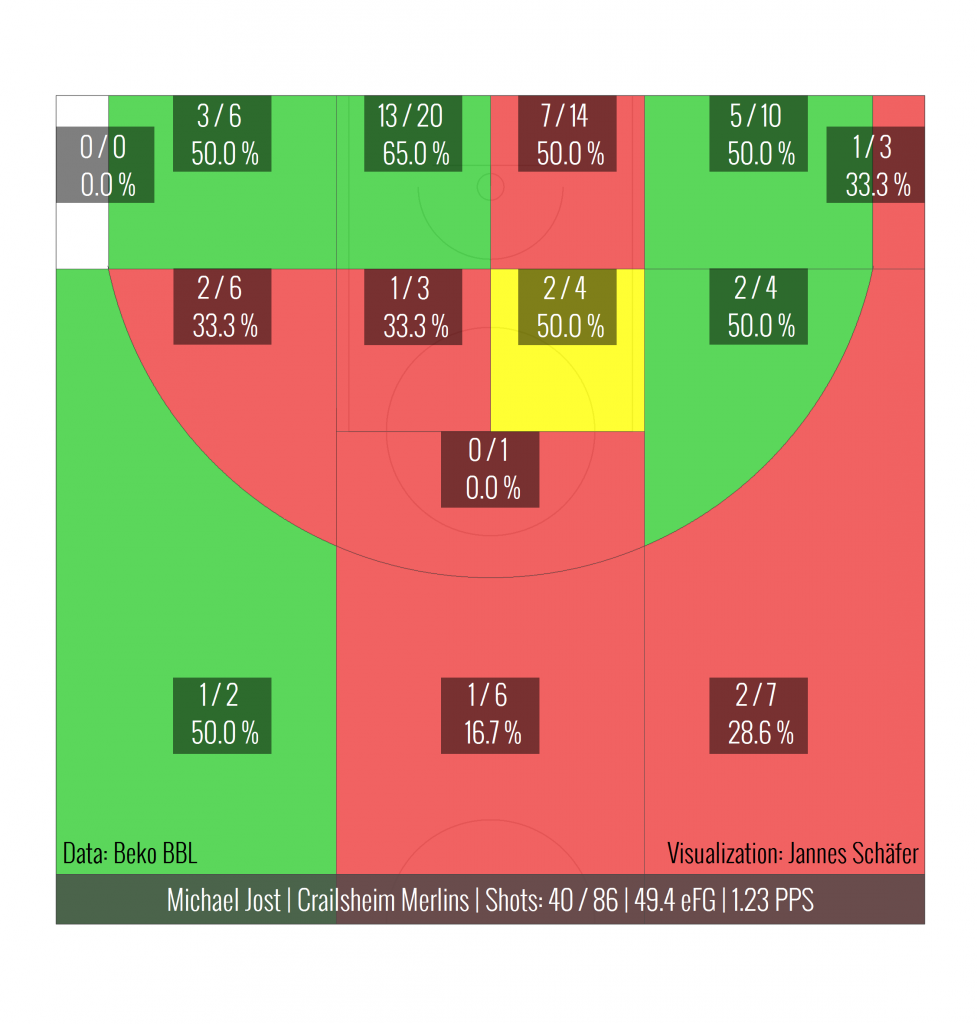 3 / 6
50.0 %
13 / 20
65.0 %
7 / 14
50.0 %
5 / 10
50.0 %
0 / 0
0.0 %
1 / 3
33.3 %
2 / 6
33.3 %
1 / 3
33.3 %
2 / 4
50.0 %
2 / 4
50.0 %
0 / 1
0.0 %
1 / 2
50.0 %
1 / 6
16.7 %
2 / 7
28.6 %
Data: Beko BBL
Visualization: Jannes Schäfer
Michael Jost | Crailsheim Merlins | Shots: 40 / 86 | 49.4 eFG | 1.23 PPS